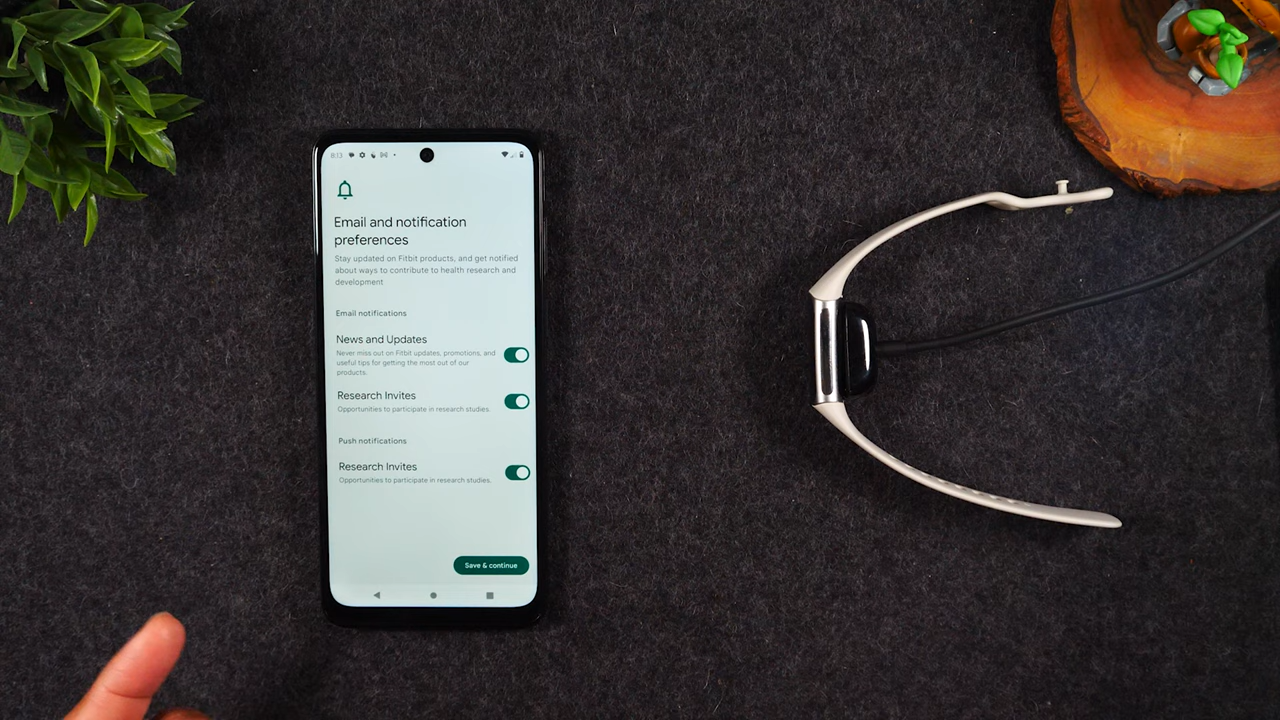 8:13
Email and notification
preferences
Stay updated on Fitbit products, and get notified
about ways to contribute to health research and
development
Email notifications
News and Updates
Never miss out on Fitbit updates, promotions, and
useful tips for getting the most out of our
products.
Research Invites
Opportunities to participate in research studies.
Push notifications
Research Invites
Opportunities to participate in research studies.
Save & continue